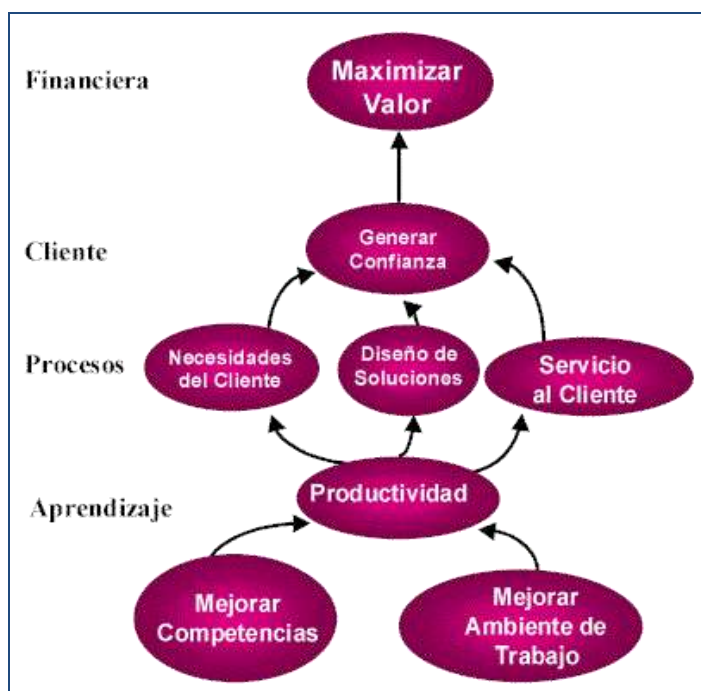 Financiera
Maximizar
Valor
Cliente
Generar
Confianza
Procesos
Necesidades
del Cliente
Diseño de
Soluciones
Servicio
al Cliente
Aprendizaje
Productividad
Mejorar
Competencias
Mejorar
Ambiente de
Trabajo